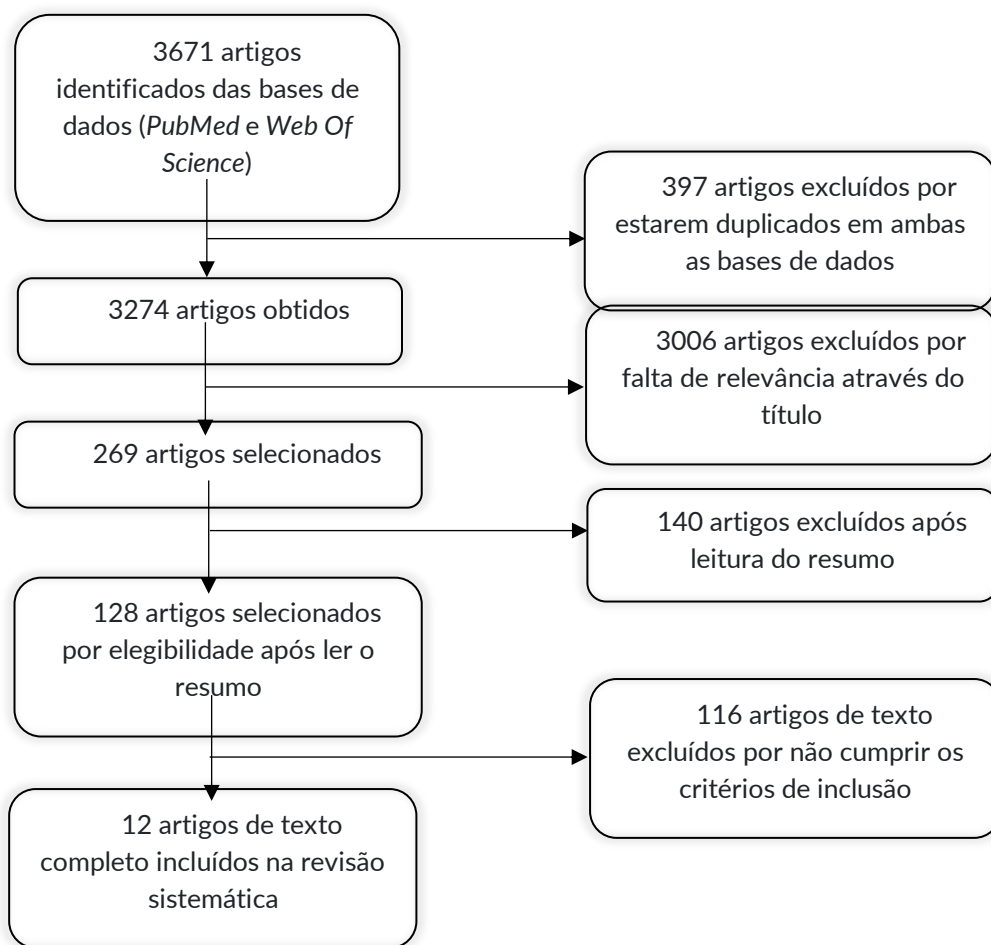 3671 artigos
identificados das bases de
dados (PubMed e Web Of
Science)
397 artigos excluídos por
estarem duplicados em ambas
as bases de dados
3274 artigos obtidos
3006 artigos excluídos por
falta de relevância através do
título
269 artigos selecionados
140 artigos excluídos após
leitura do resumo
128 artigos selecionados
por elegibilidade após ler o
resumo
116 artigos de texto
excluídos por não cumprir os
critérios de inclusão
12 artigos de texto
completo incluídos na revisão
sistemática